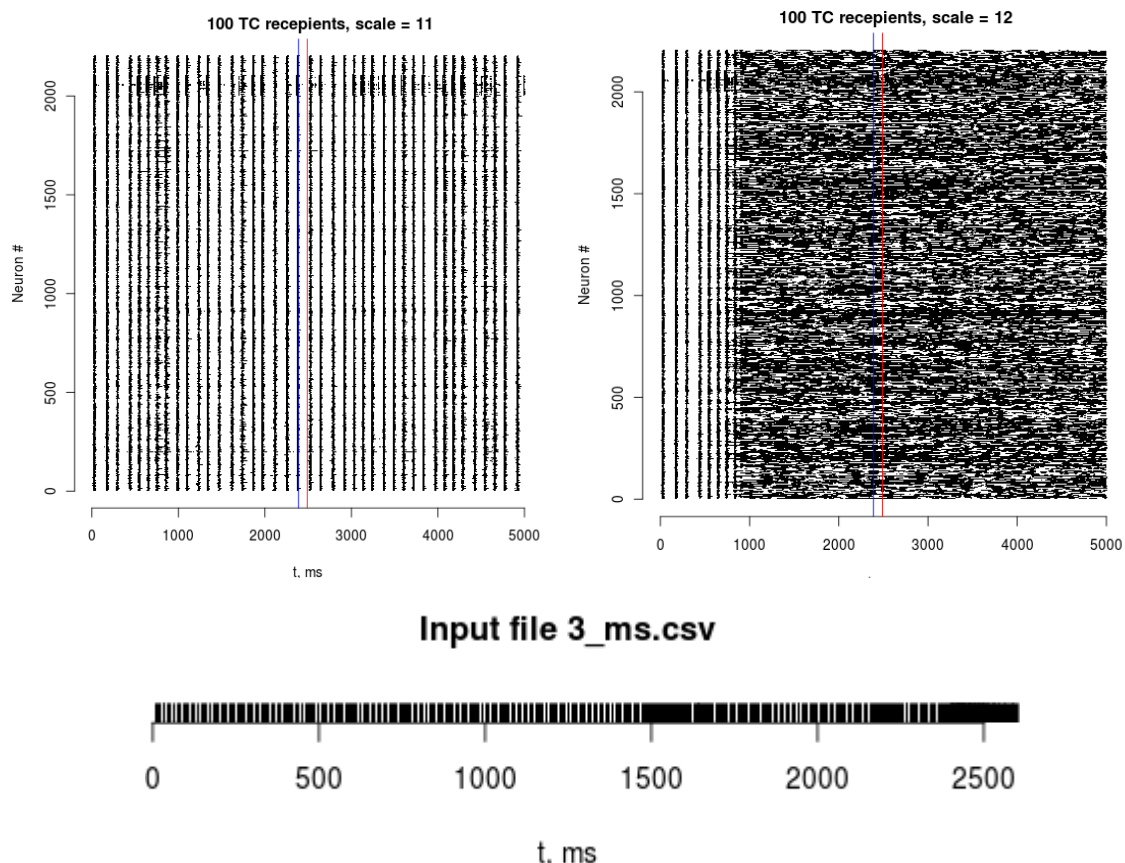 100 TC recepients, scale = 11
Neuron #
2000
1500
1000
500
0
0 1000 2000 3000 4000 5000
t, ms
100 TC recepients, scale = 12
Neuron #
2000
1500
1000
500
0
0 1000 2000 3000 4000 5000
Input file 3_ms.csv
0 500 1000 1500 2000 2500
t, ms